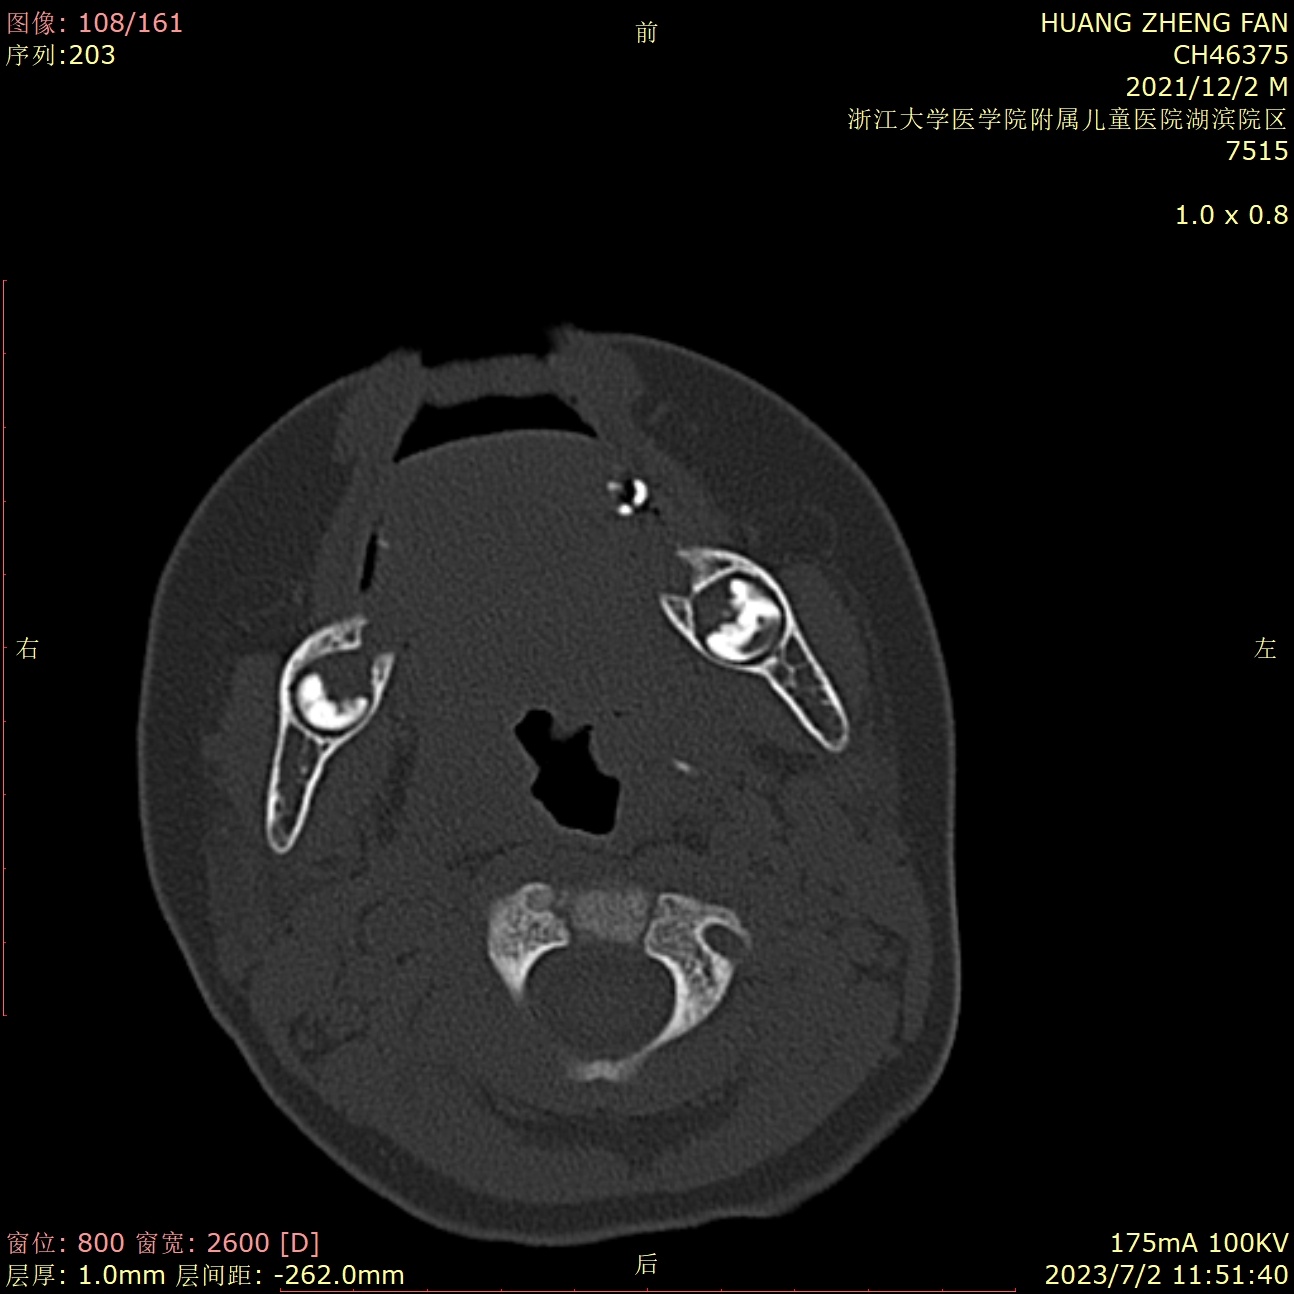 图像: 108/161
序列:203
前
HUANG ZHENG FAN
CH46375
2021/12/2 M
浙江大学医学院附属儿童医院湖滨院区
7515
1.0 x 0.8
右
左
窗位: 800 窗宽: 2600 [D]
层厚: 1.0mm 层间距: -262.0mm
后
175mA 100KV
2023/7/2 11:51:40